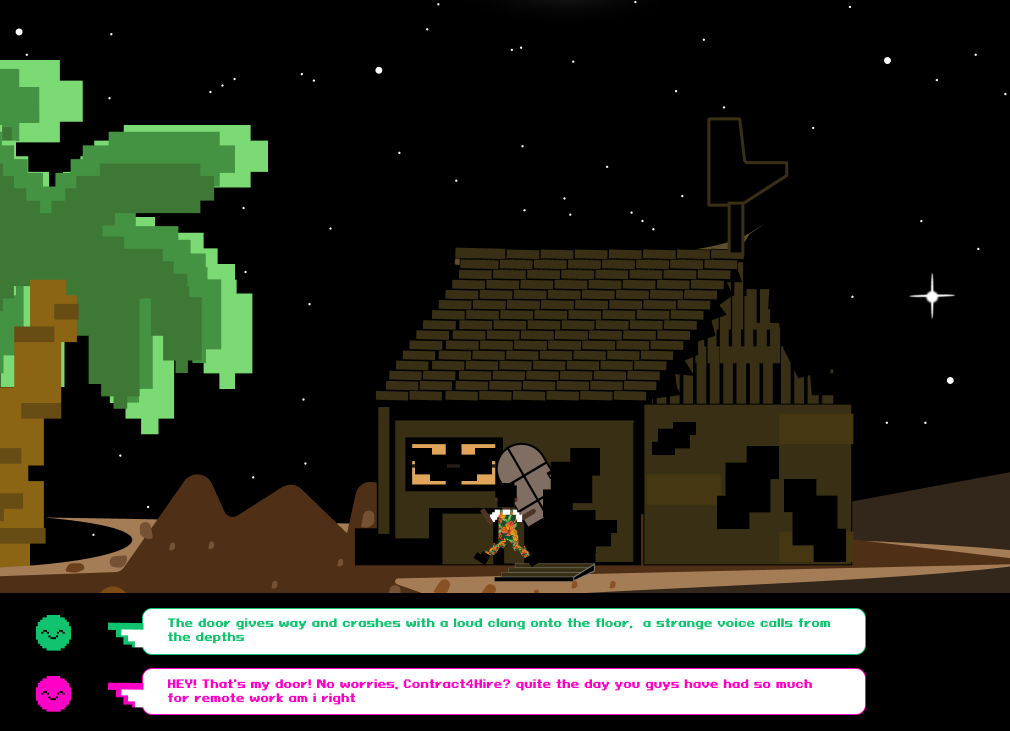 The door gives way and crashes with a loud clang onto the floor,  a strange voice calls from
the depths
HEY! That's my door! No worries, Contract4Hire? quite the day you guys have had so much
for remote work am i right